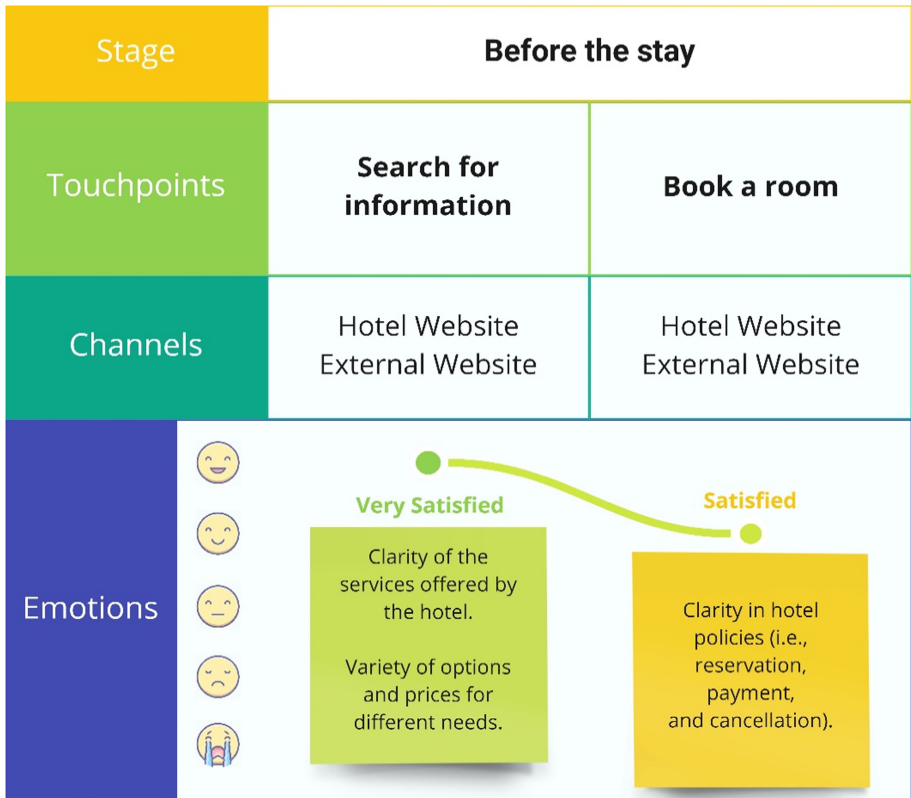 Stage
Before the stay
Touchpoints
Search for
information
Book a room
Channels
Hotel Website
External Website
Hotel Website
External Website
Emotions
Very Satisfied
Clarity of the
services offered by
the hotel.
Variety of options
and prices for
different needs.
Satisfied
Clarity in hotel
policies (i.e.,
reservation,
payment,
and cancellation).